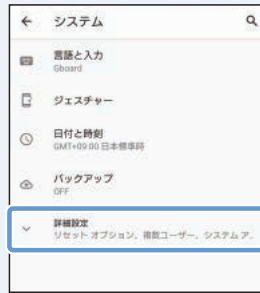 システム
言語と入力
Gboard
ジェスチャー
日付と時刻
GMT+09:00 日本標準時
バックアップ
OFF
詳細設定
リセット オプション、複数ユーザー、システム ア..